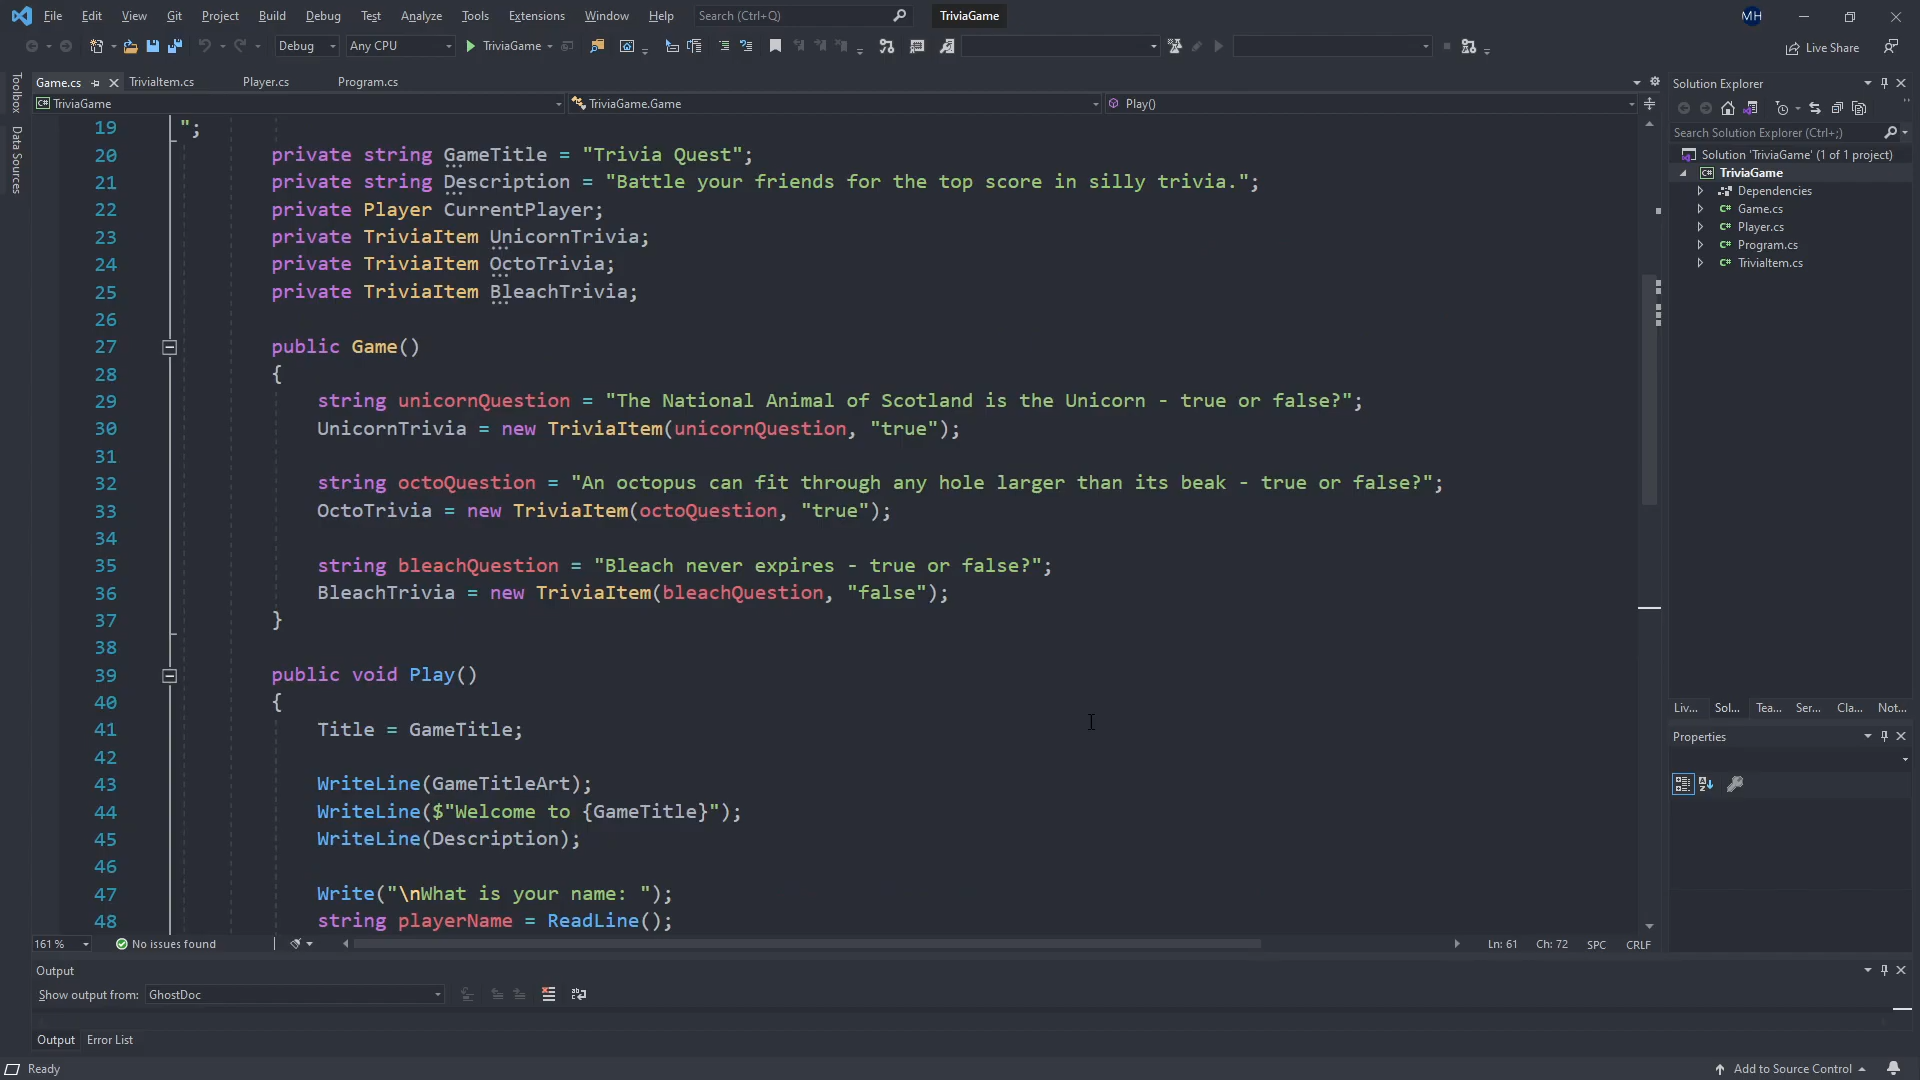 File Edit View Git Project Build Debug Test Analyze Tools Extensions Window Help Search (Ctrl+Q) TriviaGame MH
Debug Any CPU TriviaGame Live Share
Toolbox
Data Sources
Game.cs TriviaItem.cs Player.cs Program.cs
C# TriviaGame TriviaGame.Game Play()
19 ";
20 private string GameTitle = "Trivia Quest";
21 private string Description = "Battle your friends for the top score in silly trivia.";
22 private Player CurrentPlayer;
23 private TriviaItem UnicornTrivia;
24 private TriviaItem OctoTrivia;
25 private TriviaItem BleachTrivia;
26
27 public Game()
28 {
29 string unicornQuestion = "The National Animal of Scotland is the Unicorn - true or false?";
30 UnicornTrivia = new TriviaItem(unicornQuestion, "true");
31
32 string octoQuestion = "An octopus can fit through any hole larger than its beak - true or false?";
33 OctoTrivia = new TriviaItem(octoQuestion, "true");
34
35 string bleachQuestion = "Bleach never expires - true or false?";
36 BleachTrivia = new TriviaItem(bleachQuestion, "false");
37 }
38
39 public void Play()
40 {
41 Title = GameTitle;
42
43 WriteLine(GameTitleArt);
44 WriteLine($"Welcome to {GameTitle}");
45 WriteLine(Description);
46
47 Write("\nWhat is your name: ");
48 string playerName = ReadLine();
161 % No issues found Ln: 61 Ch: 72 SPC CRLF
Solution Explorer
Search Solution Explorer (Ctrl+;)
Solution 'TriviaGame' (1 of 1 project)
C# TriviaGame
Dependencies
C# Game.cs
C# Player.cs
C# Program.cs
C# TriviaItem.cs
Liv... Sol... Tea... Ser... Cla... Not...
Properties
Output
Show output from: GhostDoc
Output Error List
Ready Add to Source Control